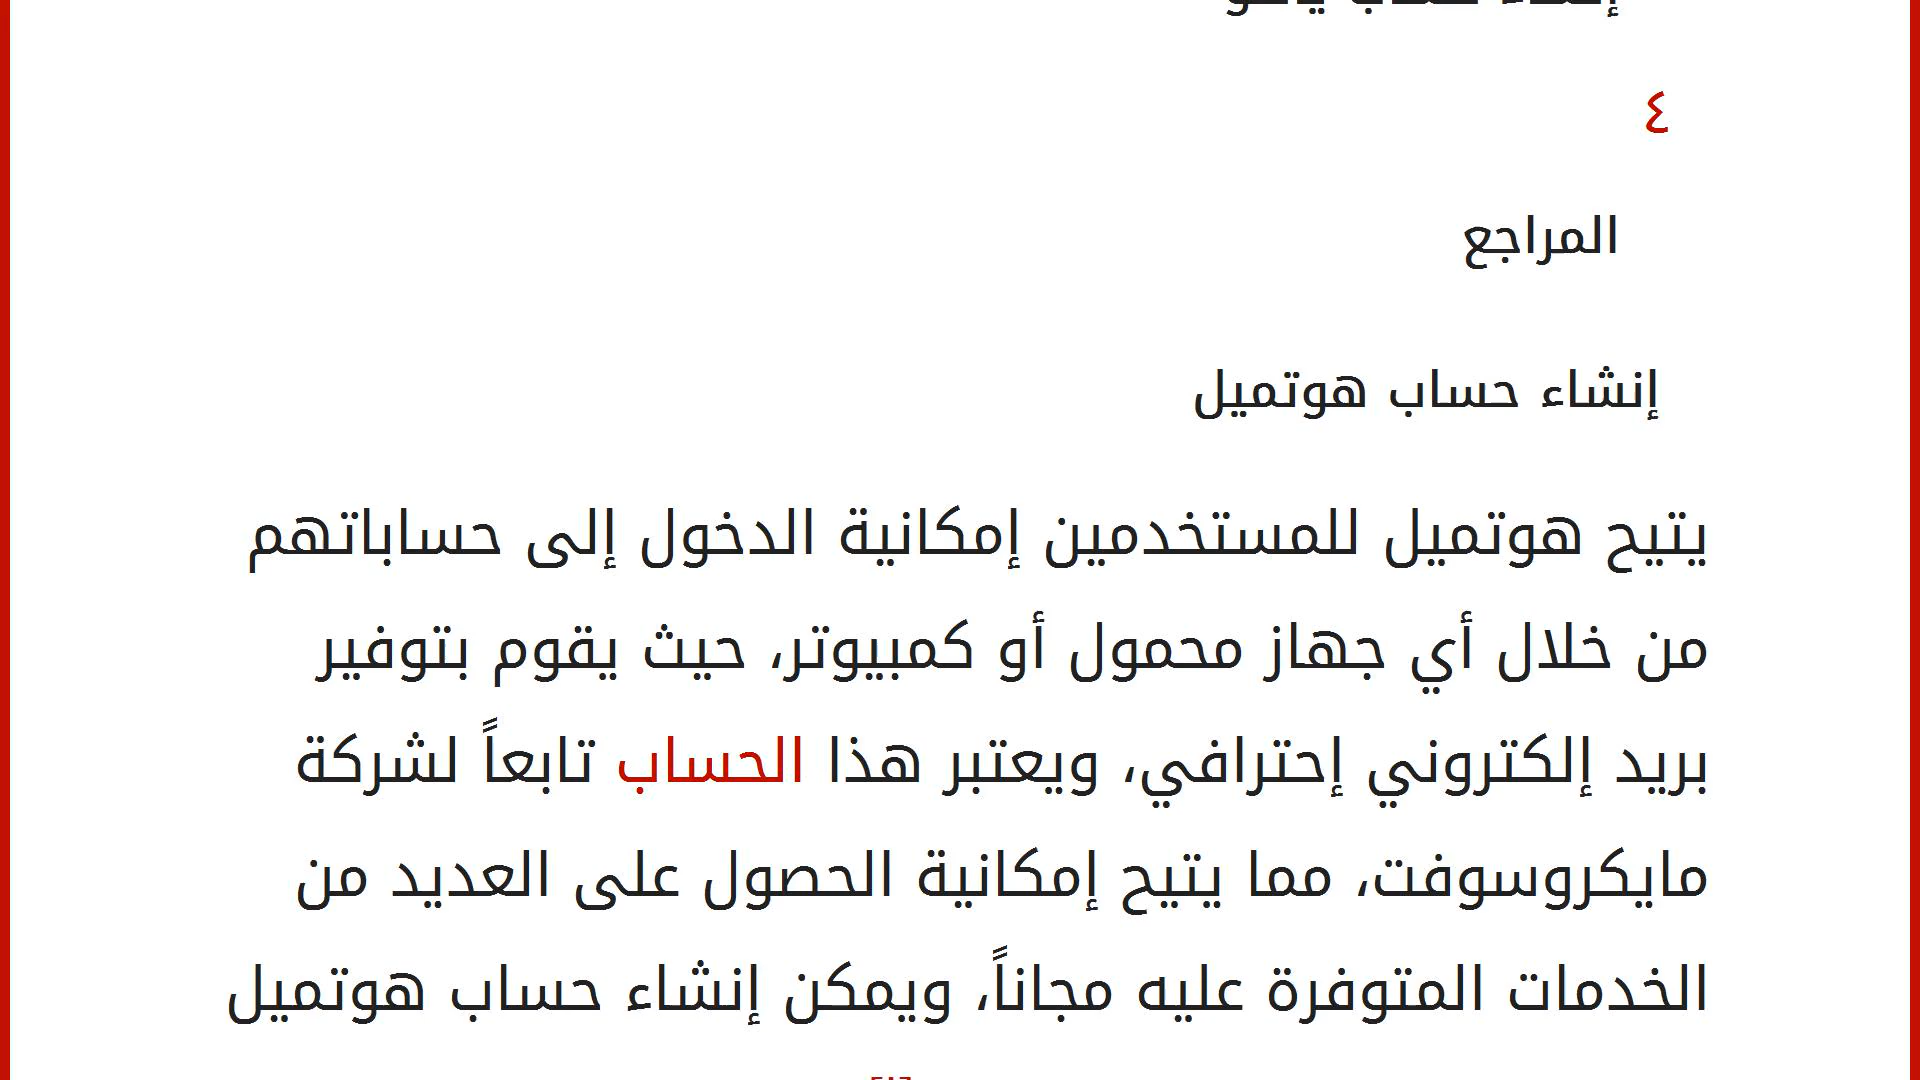 ٤
المراجع
إنشاء حساب هوتميل
يتيح هوتميل للمستخدمين إمكانية الدخول إلى حساباتهم
من خلال أي جهاز محمول أو كمبيوتر، حيث يقوم بتوفير
بريد إلكتروني إحترافي، ويعتبر هذا الحساب تابعاً لشركة
مايكروسوفت، مما يتيح إمكانية الحصول على العديد من
الخدمات المتوفرة عليه مجاناً، ويمكن إنشاء حساب هوتميل